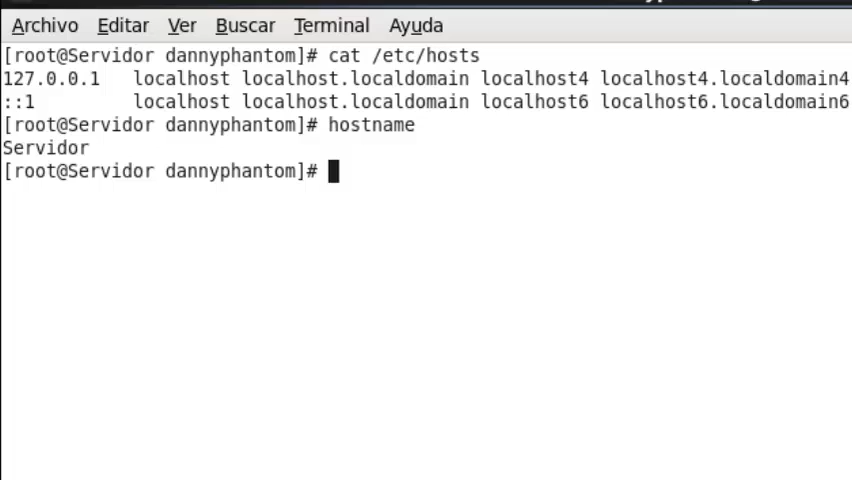 Archivo Editar Ver Buscar Terminal Ayuda
[root@Servidor dannyphantom]# cat /etc/hosts
127.0.0.1   localhost localhost.localdomain localhost4 localhost4.localdomain4
::1         localhost localhost.localdomain localhost6 localhost6.localdomain6
[root@Servidor dannyphantom]# hostname
Servidor
[root@Servidor dannyphantom]#